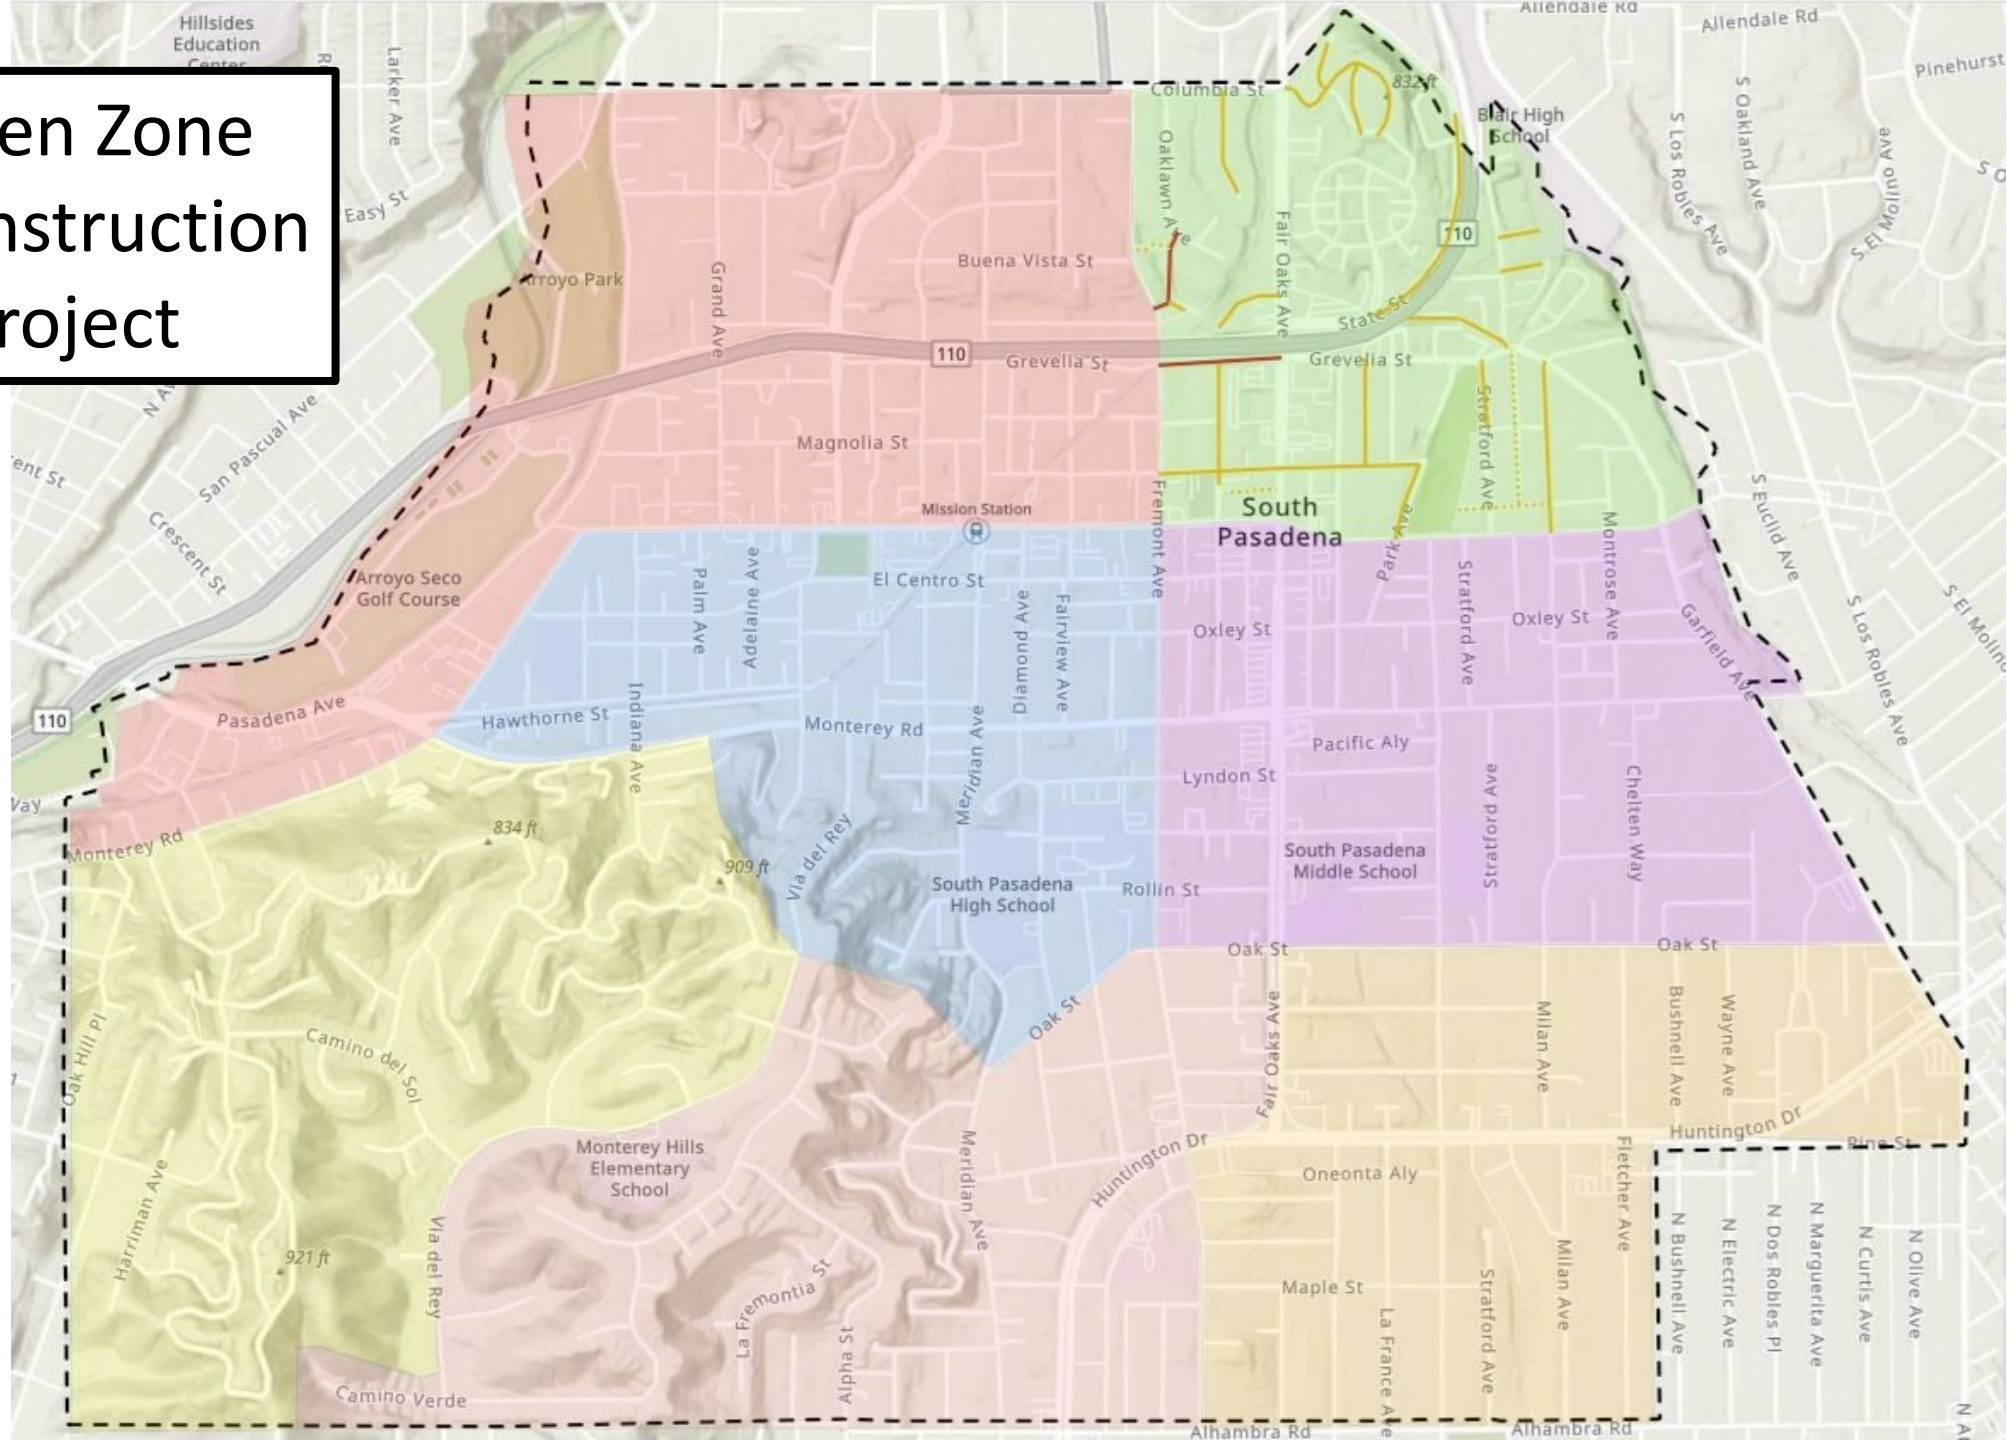 Hillsides
Education
Center
en Zone
nstruction
roject
Larker Ave
Easy St
Allendale Rd
Allendale Rd
Pinehurst
Columbia St
832 ft
Blair High
School
S Oakland Ave
S Los Robles Ave
S El Molino Ave
Oaklawn Ave
Fair Oaks Ave
110
Buena Vista St
Arroyo Park
Grand Ave
State St
110
Grevelia St
Grevelia St
San Pascual Ave
Magnolia St
Stratford Ave
Crescent St
Mission Station
Fremont Ave
South
Pasadena
Park Ave
S Euclid Ave
Montrose Ave
Arroyo Seco
Golf Course
Palm Ave
Adelaine Ave
El Centro St
Diamond Ave
Fairview Ave
Oxley St
Stratford Ave
Oxley St
Garfield Ave
S Los Robles Ave
S El Molino
110
Pasadena Ave
Hawthorne St
Indiana Ave
Monterey Rd
Meridian Ave
Pacific Aly
Lyndon St
Stratford Ave
Chelten Way
Way
Monterey Rd
834 ft
909 ft
Via del Rey
South Pasadena
High School
Rollin St
South Pasadena
Middle School
Oak St
Oak St
Oak St
Fair Oaks Ave
Milan Ave
Bushnell Ave
Wayne Ave
Oak Hill Pl
Camino del Sol
Huntington Dr
Pine St
Monterey Hills
Elementary
School
Meridian Ave
Huntington Dr
Oneonta Aly
Fletcher Ave
Harriman Ave
Via del Rey
921 ft
La Fremontia St
Alpha St
Maple St
La France Ave
Stratford Ave
Milan Ave
N Bushnell Ave
N Electric Ave
N Dos Robles Pl
N Marguerita Ave
N Curtis Ave
N Olive Ave
Camino Verde
Alhambra Rd
Alhambra Rd